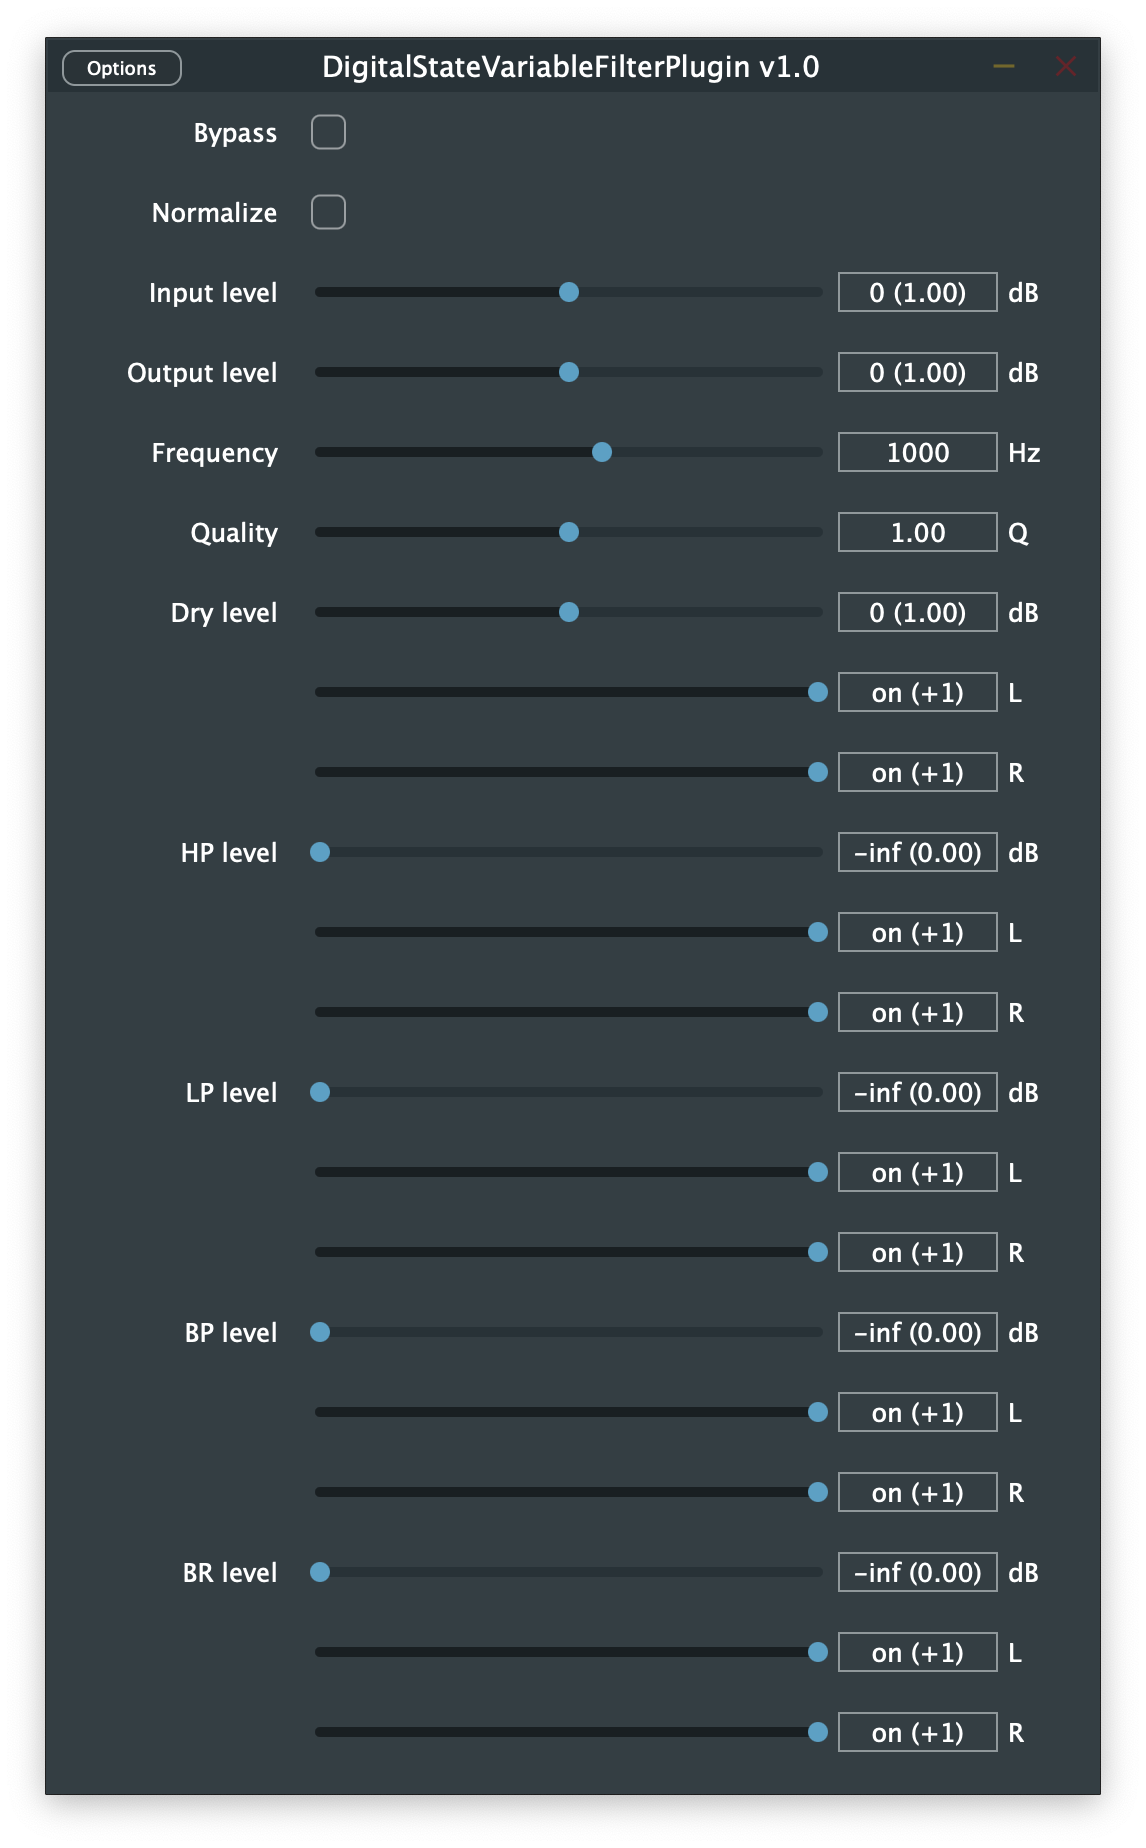 Options DigitalStateVariableFilterPlugin v1.0
Bypass
Normalize
Input level 0 (1.00) dB
Output level 0 (1.00) dB
Frequency 1000 Hz
Quality 1.00 Q
Dry level 0 (1.00) dB
on (+1) L
on (+1) R
HP level -inf (0.00) dB
on (+1) L
on (+1) R
LP level -inf (0.00) dB
on (+1) L
on (+1) R
BP level -inf (0.00) dB
on (+1) L
on (+1) R
BR level -inf (0.00) dB
on (+1) L
on (+1) R